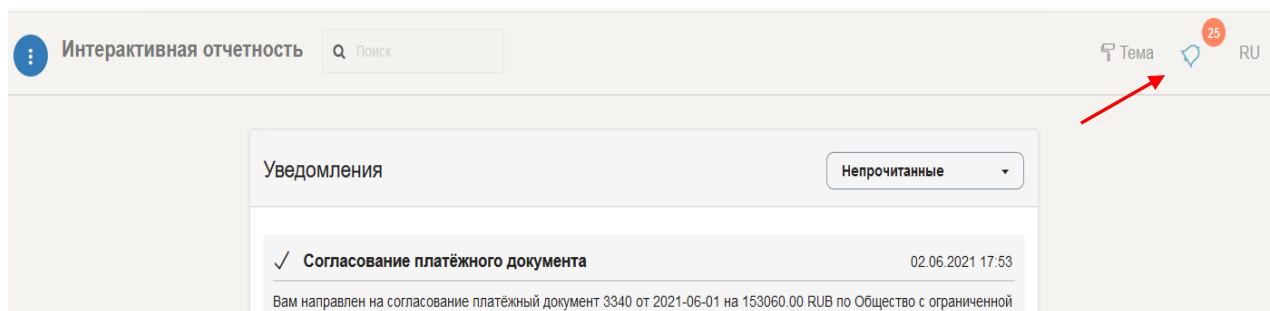 Интерактивная отчетность Поиск Тема 25 RU
Уведомления Непрочитанные
Согласование платёжного документа 02.06.2021 17:53
Вам направлен на согласование платёжный документ 3340 от 2021-06-01 на 153060.00 RUB по Общество с ограниченной